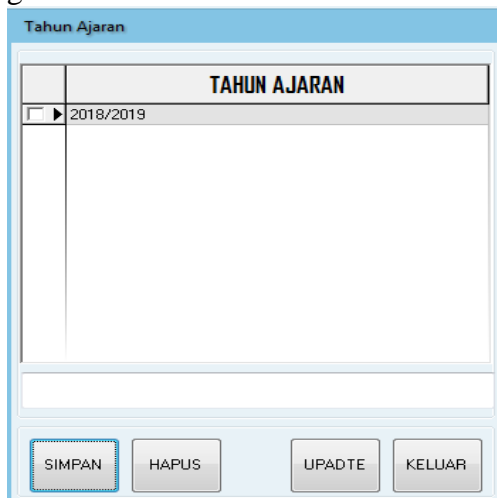 Tahun Ajaran
TAHUN AJARAN
2018/2019
SIMPAN HAPUS UPADTE KELUAR